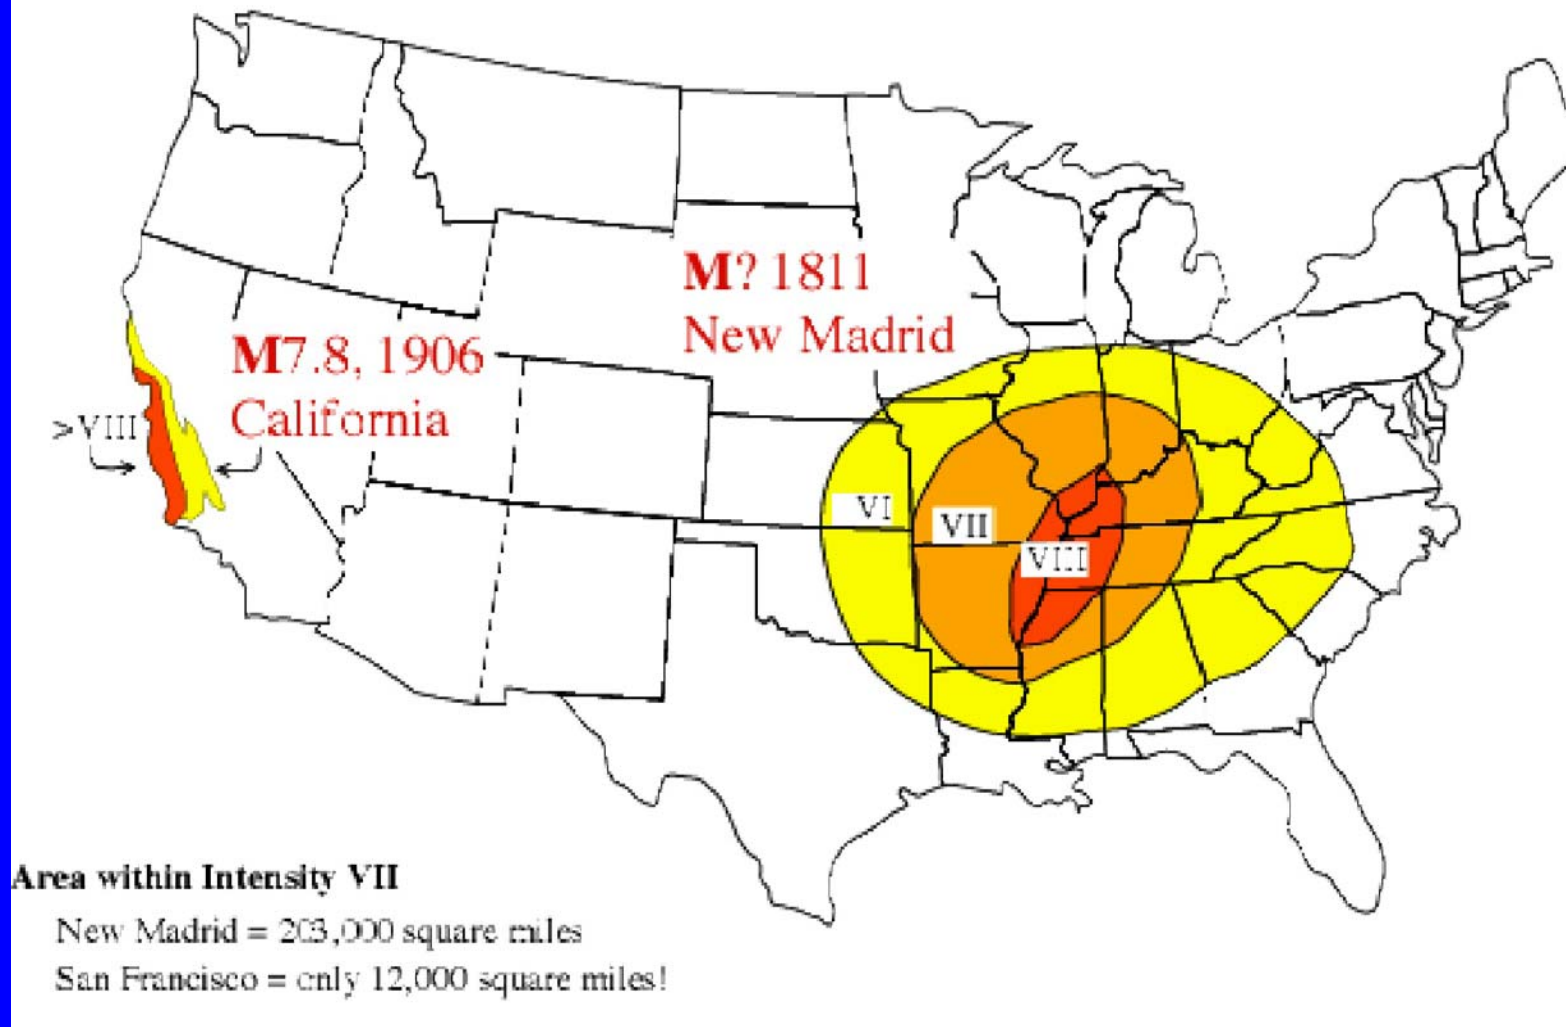 M? 1811
New Madrid
M7.8, 1906
California
>VIII
VI
VII
VIII
Area within Intensity VII
New Madrid = 203,000 square miles
San Francisco = only 12,000 square miles!